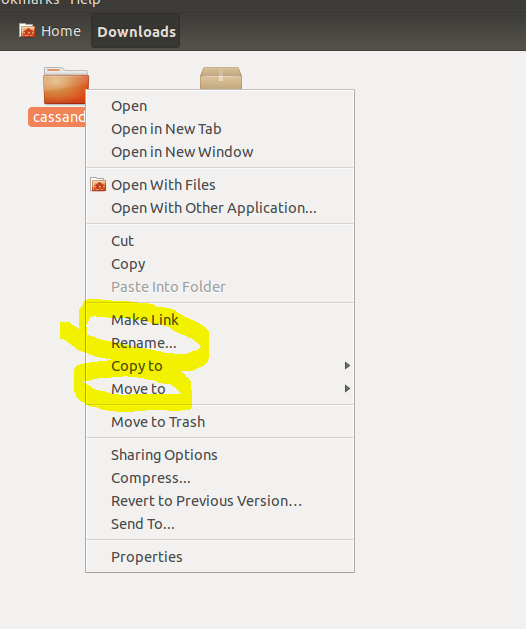 Help
Home Downloads
Open
Open in New Tab
Open in New Window
Open With Files
Open With Other Application...
Cut
Copy
Paste Into Folder
Make Link
Rename...
Copy to
Move to
Move to Trash
Sharing Options
Compress...
Revert to Previous Version...
Send To...
Properties